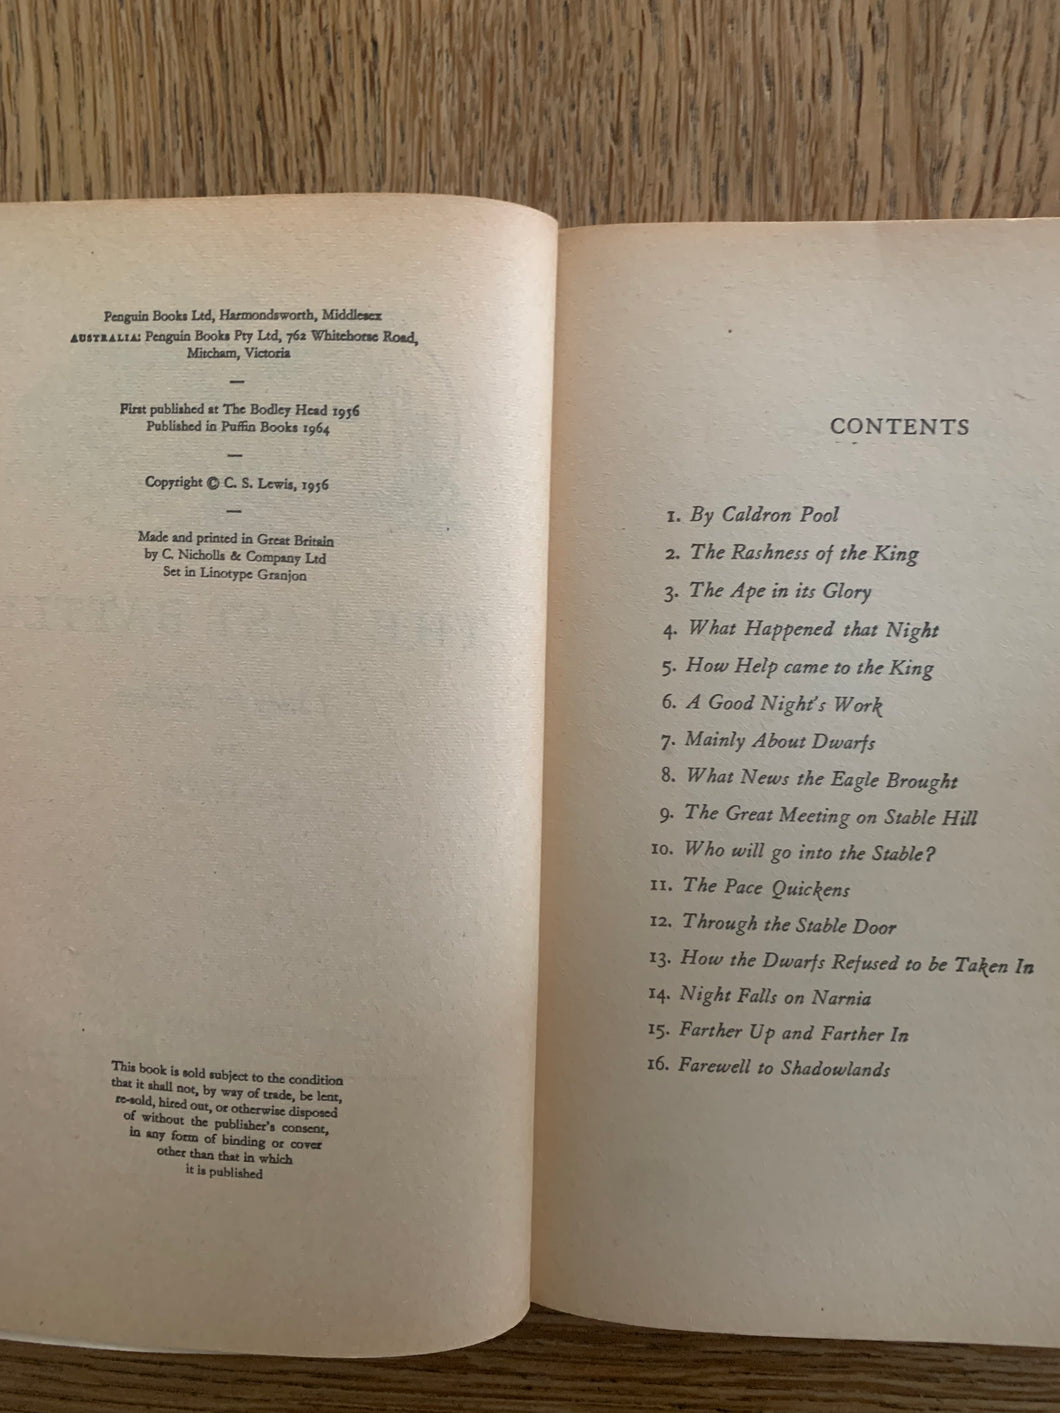 Penguin Books Ltd, Harmondsworth, Middlesex
AUSTRALIA: Penguin Books Pty Ltd, 762 Whitehorse Road,
Mitcham, Victoria
—
First published at The Bodley Head 1956
Published in Puffin Books 1964
—
Copyright © C. S. Lewis, 1956
—
Made and printed in Great Britain
by C. Nicholls & Company Ltd
Set in Linotype Granjon
This book is sold subject to the condition
that it shall not, by way of trade, be lent,
re-sold, hired out, or otherwise disposed
of without the publisher's consent,
in any form of binding or cover
other than that in which
it is published
CONTENTS
1. By Caldron Pool
2. The Rashness of the King
3. The Ape in its Glory
4. What Happened that Night
5. How Help came to the King
6. A Good Night's Work
7. Mainly About Dwarfs
8. What News the Eagle Brought
9. The Great Meeting on Stable Hill
10. Who will go into the Stable?
11. The Pace Quickens
12. Through the Stable Door
13. How the Dwarfs Refused to be Taken In
14. Night Falls on Narnia
15. Farther Up and Farther In
16. Farewell to Shadowlands